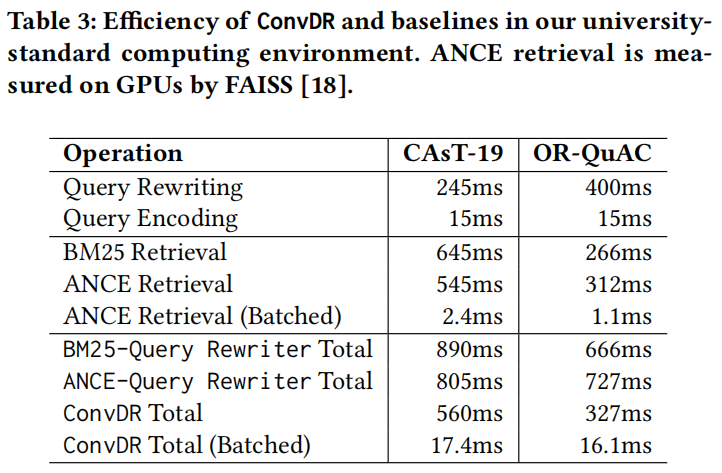 Table 3: Efficiency of ConvDR and baselines in our university-
standard computing environment. ANCE retrieval is mea-
sured on GPUs by FAISS [18].
Operation CAsT-19 OR-QuAC
Query Rewriting 245ms 400ms
Query Encoding 15ms 15ms
BM25 Retrieval 645ms 266ms
ANCE Retrieval 545ms 312ms
ANCE Retrieval (Batched) 2.4ms 1.1ms
BM25-Query Rewriter Total 890ms 666ms
ANCE-Query Rewriter Total 805ms 727ms
ConvDR Total 560ms 327ms
ConvDR Total (Batched) 17.4ms 16.1ms